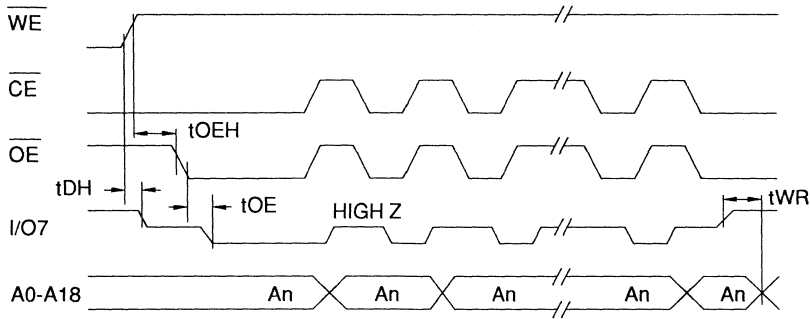 WE
CE
tOEH
OE
tDH
tOE
HIGH Z
tWR
I/O7
A0-A18 An An An An An